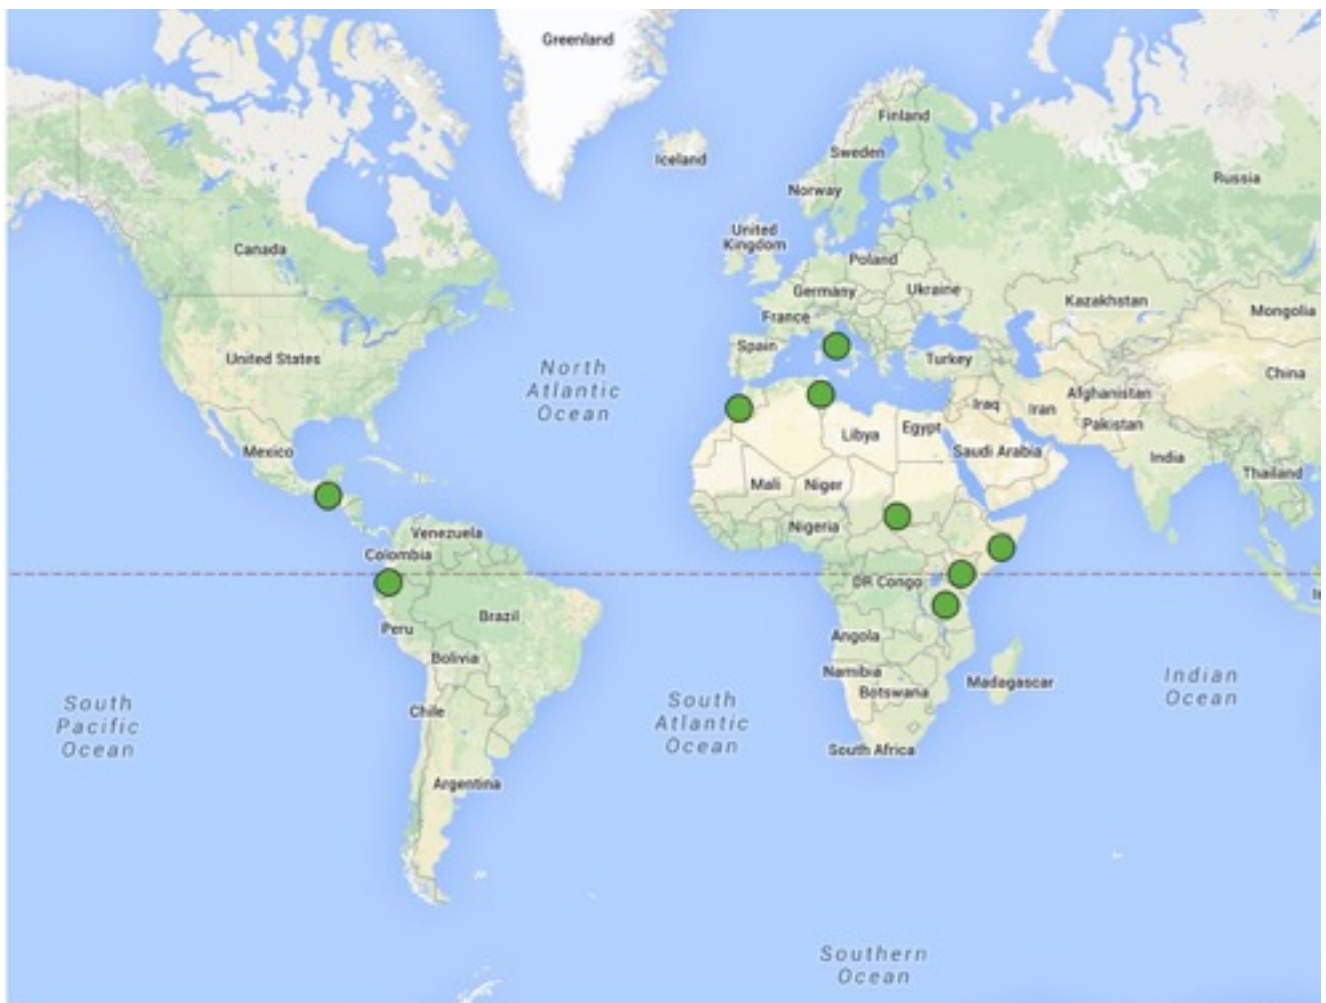 Greenland
Finland
Iceland
Sweden
Russia
Norway
United
Kingdom
Canada
Poland
Germany
Ukraine
Kazakhstan
Mongolia
France
Spain
United States
Turkey
North
Atlantic
Ocean
China
Afghanistan
Iraq
Iran
Pakistan
Mexico
Libya
Egypt
Saudi Arabia
India
Thailand
Mali
Niger
Nigeria
Venezuela
Colombia
DR Congo
Brazil
Peru
Angola
Bolivia
Namibia
Botswana
Madagascar
Indian
Ocean
South
Pacific
Ocean
Chile
South
Atlantic
Ocean
South Africa
Argentina
Southern
Ocean